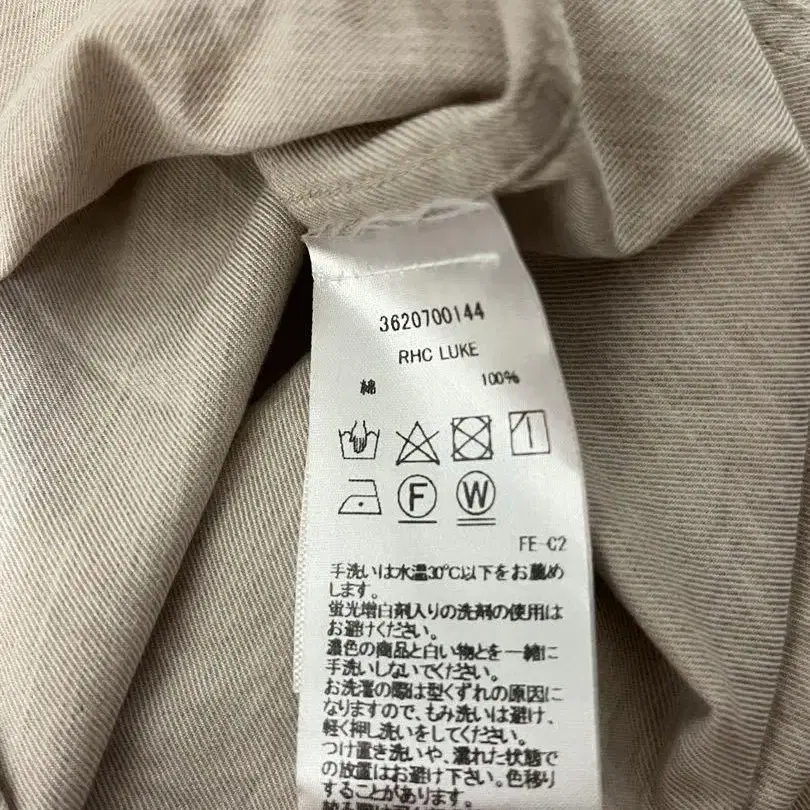 3620700144
RHC LUKE
綿 100%
F W
FE-C2
手洗いは水温30℃以下をお薦め
します。
蛍光増白剤入りの洗剤の使用は
お避けください。
濃色の商品と白い物とを一緒に
手洗いしないでください。
お洗濯の際は型くずれの原因に
なりますので、もみ洗いは避け、
軽く押し洗いをしてください。
つけ置き洗いや、濡れた状態で
の放置はお避け下さい。色移り
することがあります。